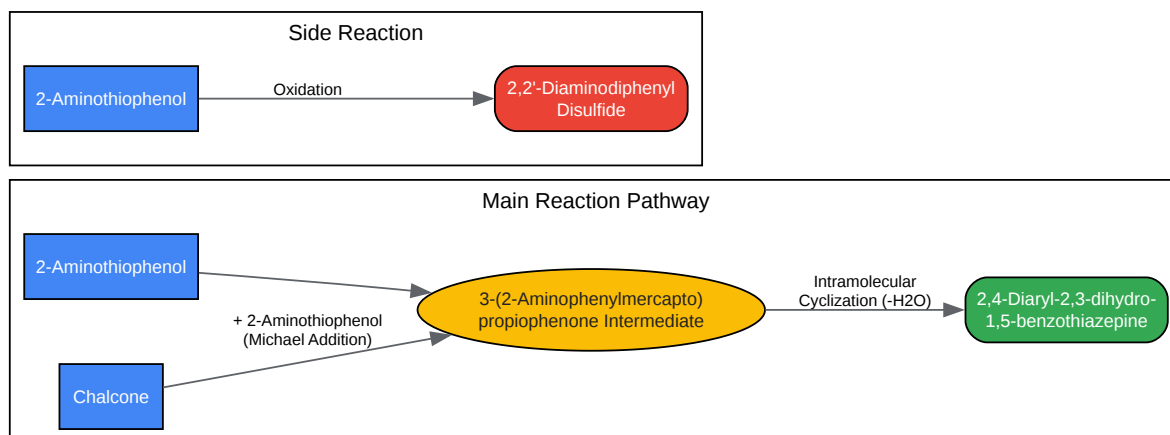 Side Reaction
2-Aminothiophenol
Oxidation
2,2'-Diaminodiphenyl
Disulfide
Main Reaction Pathway
2-Aminothiophenol
+ 2-Aminothiophenol
(Michael Addition)
Chalcone
3-(2-Aminophenylmercapto)
propiophenone Intermediate
Intramolecular
Cyclization (-H2O)
2,4-Diaryl-2,3-dihydro-
1,5-benzothiazepine